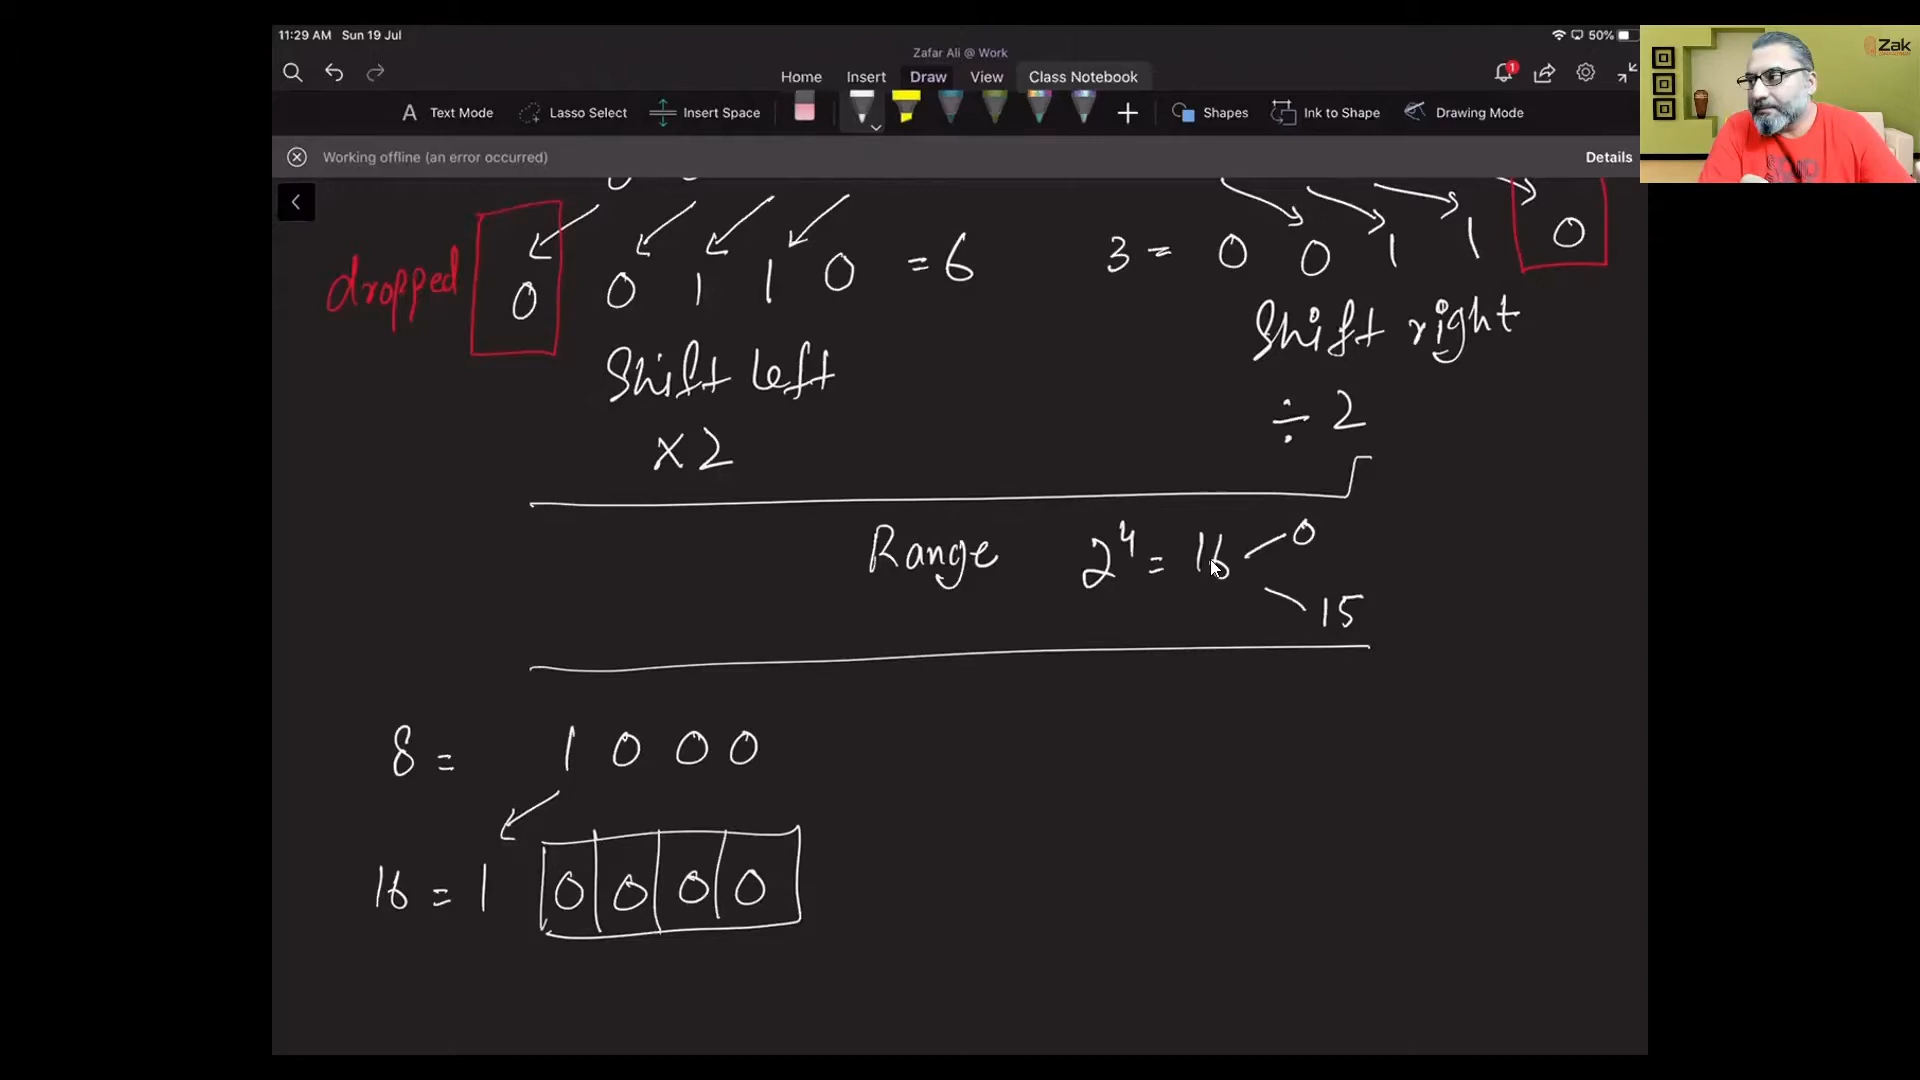 11:29 AM Sun 19 Jul
50%
Zafar Ali @ Work
Home Insert Draw View Class Notebook
1
Text Mode Lasso Select Insert Space Shapes Ink to Shape Drawing Mode
Working offline (an error occurred) Details
dropped 0 0 1 1 0 = 6
3 = 0 0 1 1 0
Shift left
× 2
Shift right
÷ 2
Range 2⁴ = 16 0
15
8 = 1 0 0 0
16 = 1 0 0 0 0
Zak